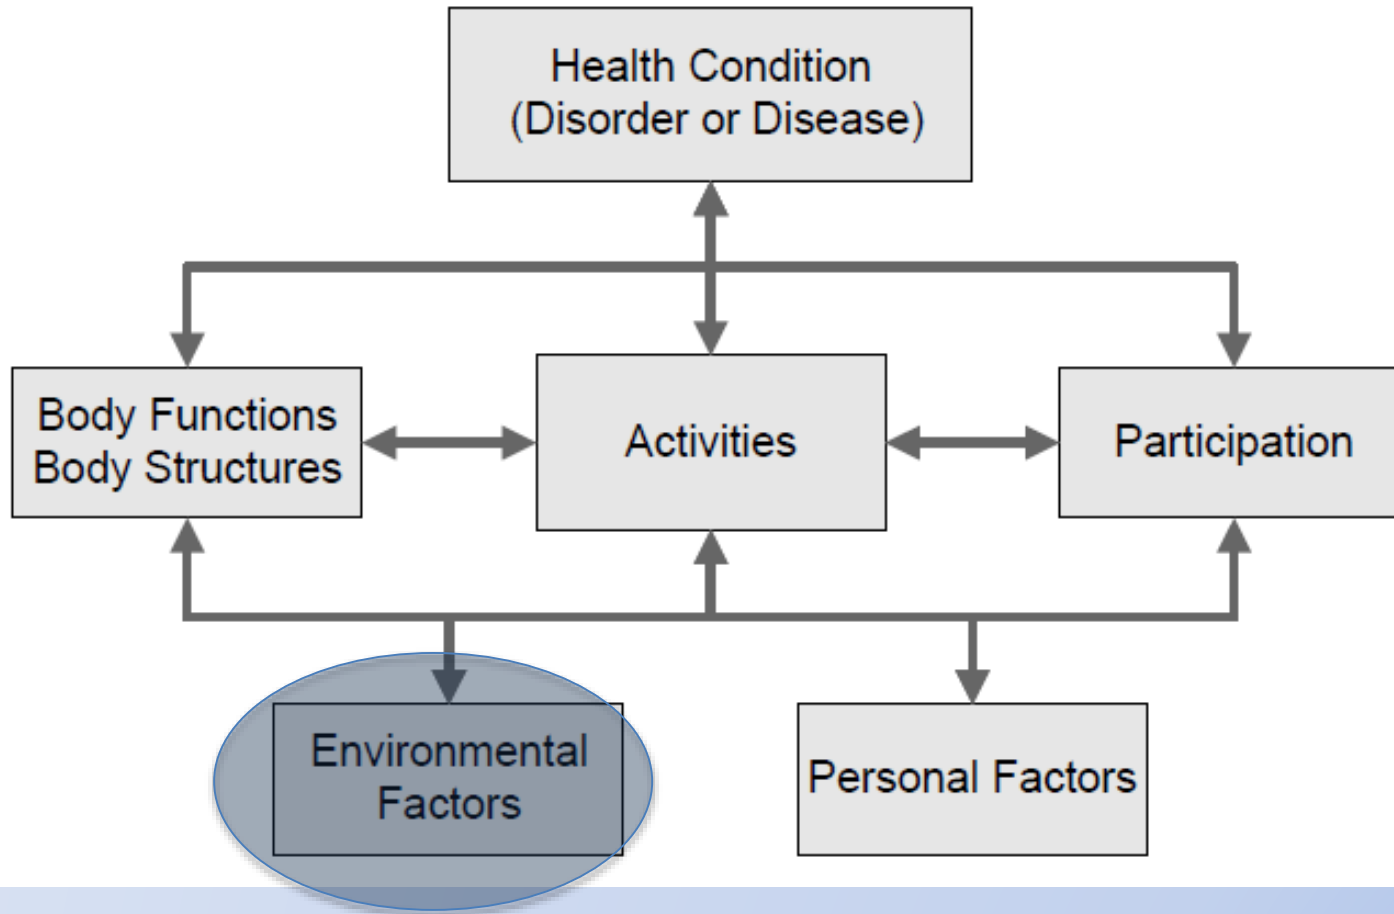 Health Condition
(Disorder or Disease)
Body Functions
Body Structures
Activities
Participation
Environmental
Factors
Personal Factors